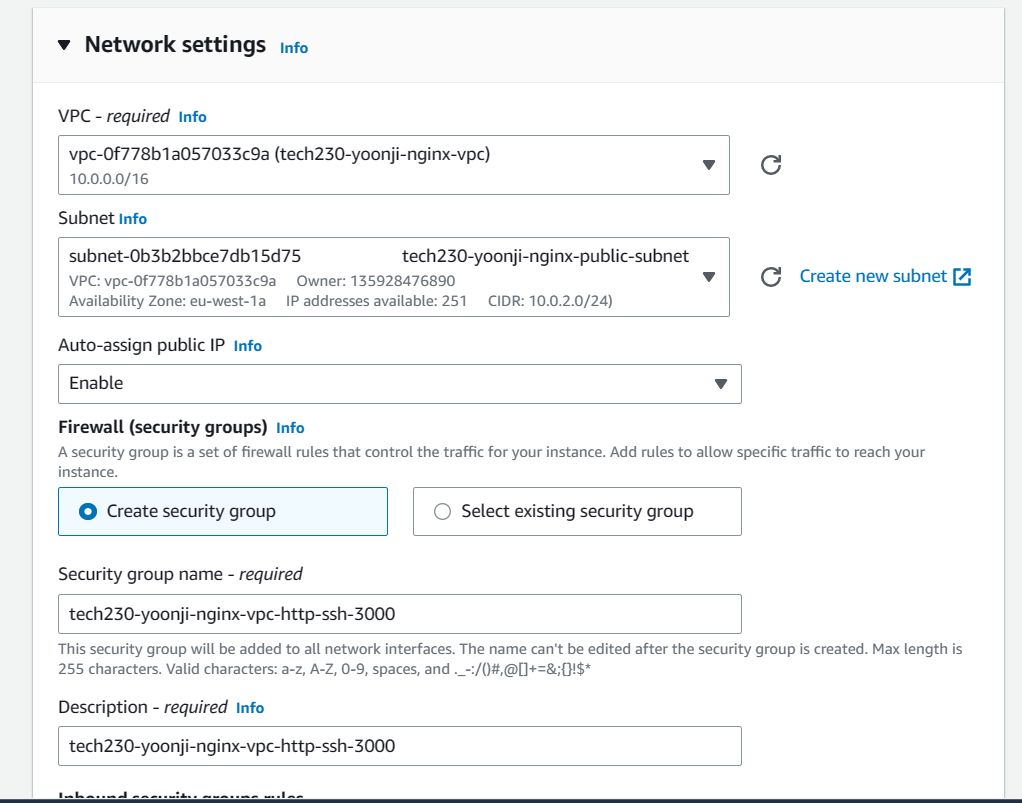 Network settings Info
VPC - required Info
vpc-0f778b1a057033c9a (tech230-yoonji-nginx-vpc)
10.0.0.0/16
Subnet Info
subnet-0b3b2bbce7db15d75 tech230-yoonji-nginx-public-subnet
VPC: vpc-0f778b1a057033c9a Owner: 135928476890
Availability Zone: eu-west-1a IP addresses available: 251 CIDR: 10.0.2.0/24)
Create new subnet
Auto-assign public IP Info
Enable
Firewall (security groups) Info
A security group is a set of firewall rules that control the traffic for your instance. Add rules to allow specific traffic to reach your
instance.
Create security group Select existing security group
Security group name - required
tech230-yoonji-nginx-vpc-http-ssh-3000
This security group will be added to all network interfaces. The name can't be edited after the security group is created. Max length is
255 characters. Valid characters: a-z, A-Z, 0-9, spaces, and ._-:/()#,@[]+=&;{}!$*
Description - required Info
tech230-yoonji-nginx-vpc-http-ssh-3000
Inbound security groups rules